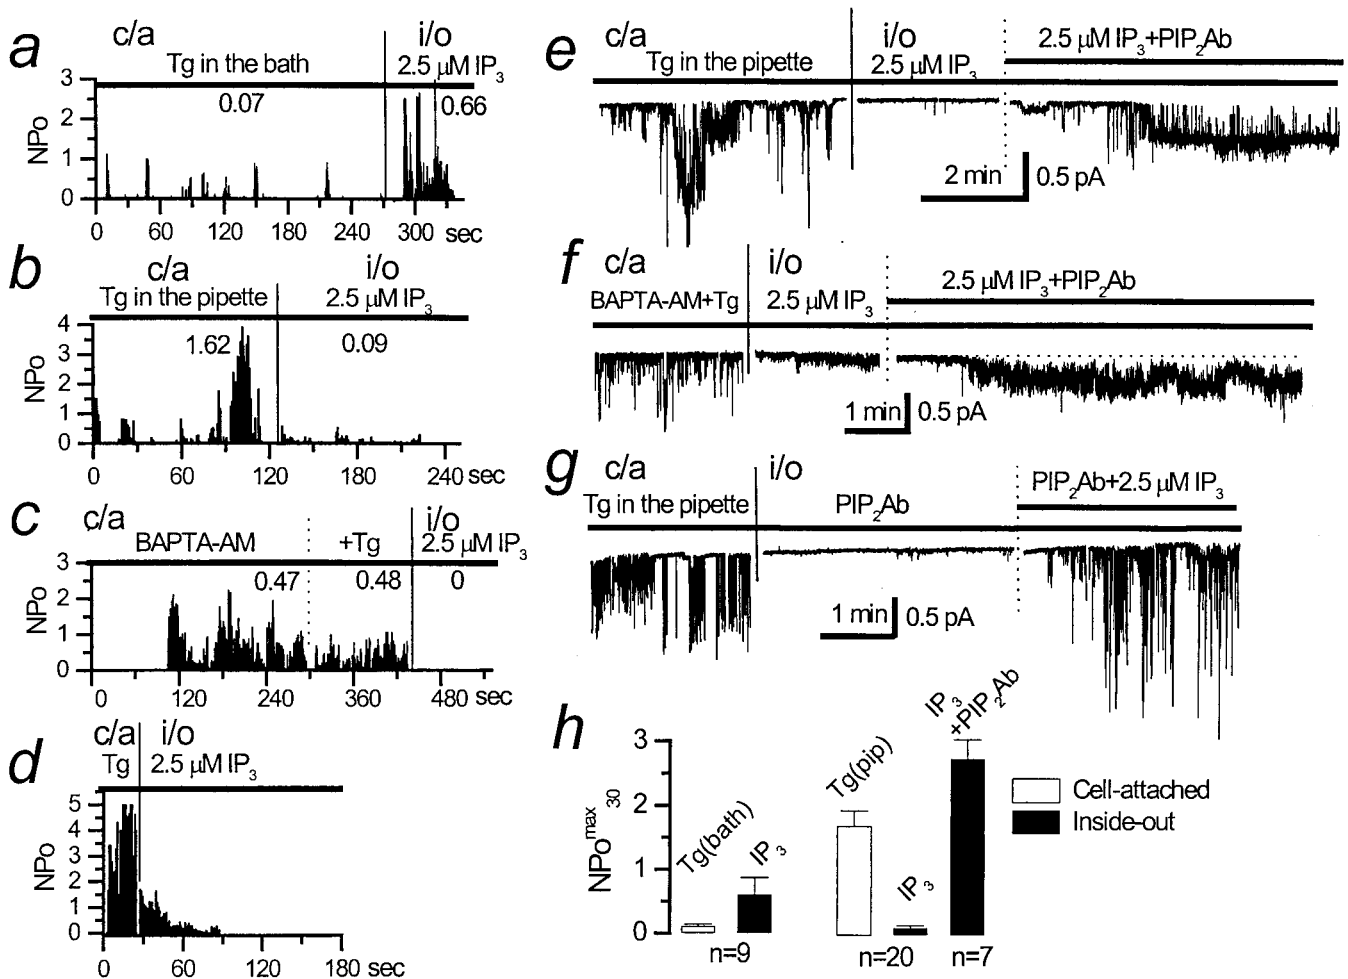 a
c/a
i/o
Tg in the bath
2.5 μM IP₃
0.07
0.66
NPo
3
2
1
0
0 60 120 180 240 300 sec
b
c/a
i/o
Tg in the pipette
2.5 μM IP₃
1.62
0.09
NPo
4
3
2
1
0
0 60 120 180 240 sec
c
c/a
i/o
BAPTA-AM
+Tg
2.5 μM IP₃
0.47
0.48
0
NPo
3
2
1
0
0 120 240 360 480 sec
d
c/a
i/o
Tg
2.5 μM IP₃
NPo
5
4
3
2
1
0
0 60 120 180 sec
e
c/a
i/o
2.5 μM IP₃+PIP₂Ab
Tg in the pipette
2.5 μM IP₃
2 min
0.5 pA
f
c/a
i/o
2.5 μM IP₃+PIP₂Ab
BAPTA-AM+Tg
2.5 μM IP₃
1 min
0.5 pA
g
c/a
i/o
PIP₂Ab+2.5 μM IP₃
Tg in the pipette
PIP₂Ab
1 min
0.5 pA
h
NPo max 30
3
2
1
0
Tg(bath)
IP₃
Tg(pip)
IP₃
IP₃
+PIP₂Ab
n=9
n=20
n=7
Cell-attached
Inside-out